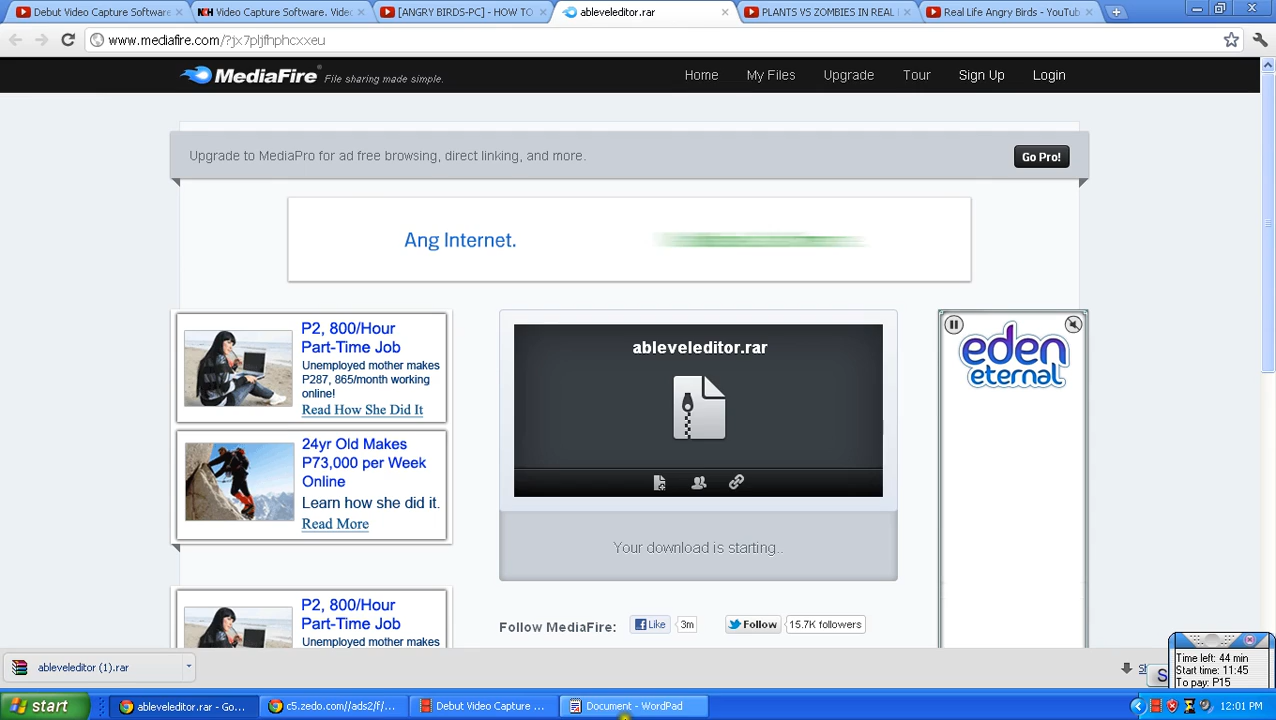 Debut Video Capture Software
NCH Video Capture Software. Video
[ANGRY BIRDS-PC] - HOW TO
ableveleditor.rar
PLANTS VS ZOMBIES IN REAL
Real Life Angry Birds - YouTub
www.mediafire.com/?jx7pljfhphcxxeu
MediaFire File sharing made simple.
Home
My Files
Upgrade
Tour
Sign Up
Login
Upgrade to MediaPro for ad free browsing, direct linking, and more.
Go Pro!
Ang Internet.
P2, 800/Hour
Part-Time Job
Unemployed mother makes
P287, 865/month working
online!
Read How She Did It
24yr Old Makes
P73,000 per Week
Online
Learn how she did it.
Read More
P2, 800/Hour
Part-Time Job
Unemployed mother makes
ableveleditor.rar
Your download is starting..
Follow MediaFire:
Like
3m
Follow
15.7K followers
eden
eternal
ableveleditor (1).rar
S
Time left: 44 min
Start time: 11:45
To pay: P15
start
ableveleditor.rar - Go...
c5.zedo.com//ads2/f/...
Debut Video Capture ...
Document - WordPad
12:01 PM